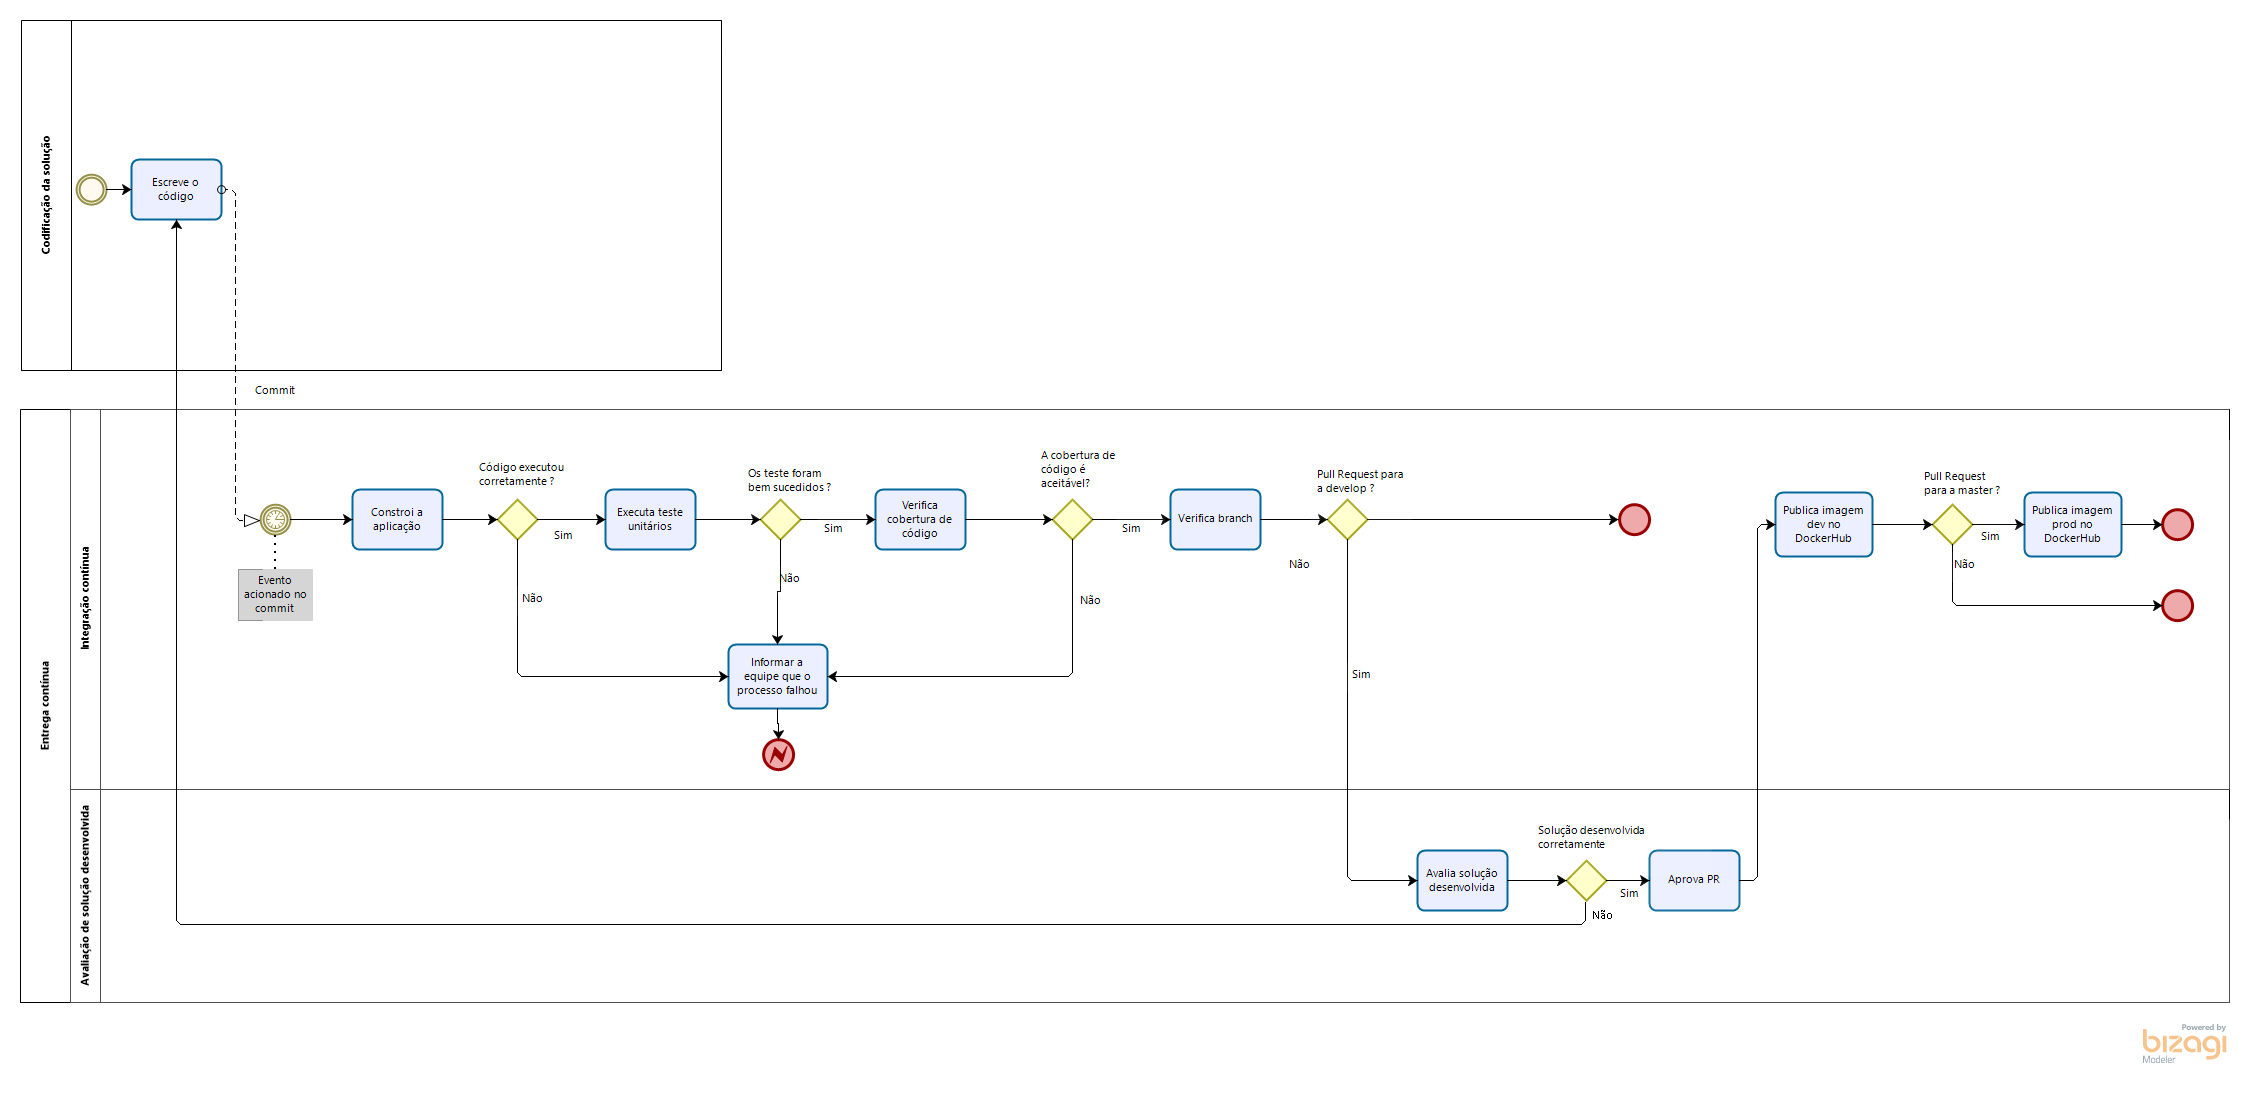 Codificação da solução
Escreve o
código
Commit
Entrega contínua
Integração contínua
Evento
acionado no
commit
Constroi a
aplicação
Código executou
corretamente ?
Sim
Não
Executa teste
unitários
Os teste foram
bem sucedidos ?
Sim
Não
Verifica
cobertura de
código
A cobertura de
código é
aceitável?
Sim
Não
Informar a
equipe que o
processo falhou
Verifica branch
Pull Request para
a develop ?
Não
Sim
Publica imagem
dev no
DockerHub
Pull Request
para a master ?
Sim
Não
Publica imagem
prod no
DockerHub
Avaliação de solução desenvolvida
Avalia solução
desenvolvida
Solução desenvolvida
corretamente
Sim
Não
Aprova PR
Powered by
bizagi
Modeler